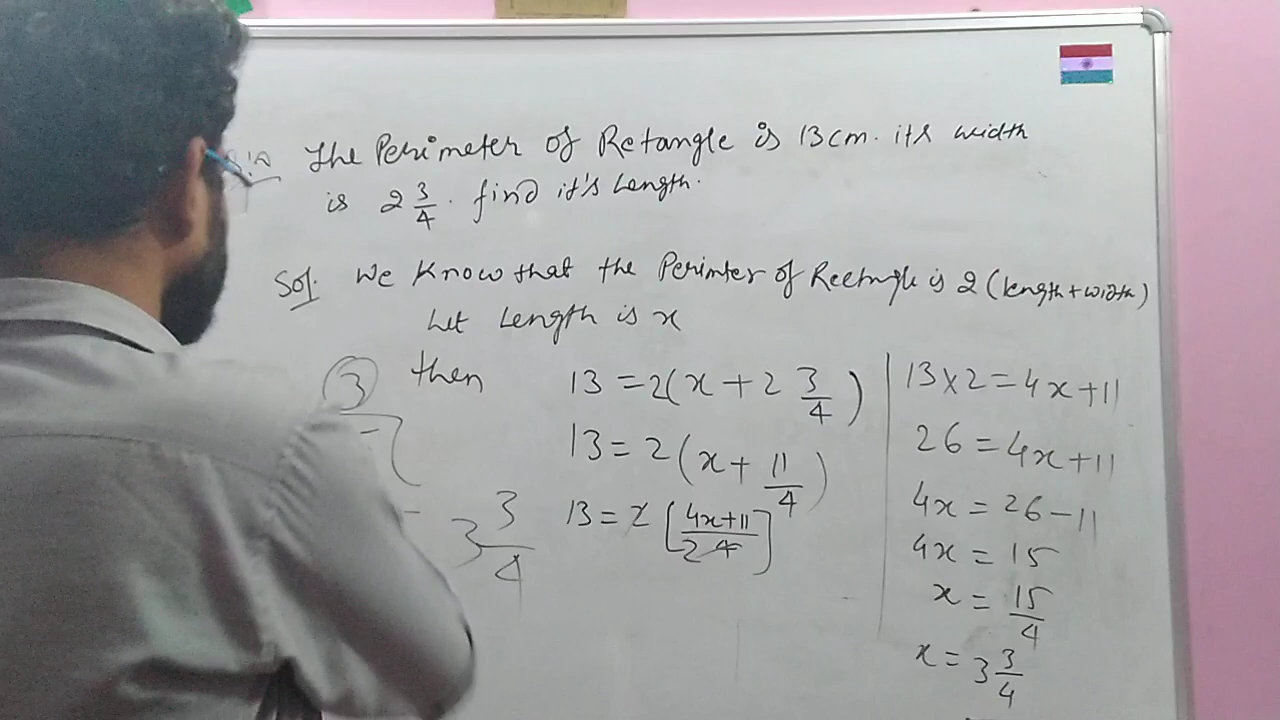 The Perimeter of Retangle is 13cm. its width
is 2 3/4. find it's Length.
Sol. We Know that the Perimter of Rectngle is 2 (length+width)
Let Length is x
then
13 = 2(x + 2 3/4)
13 = 2(x + 11/4)
13 = 2 [4x+11 / 2 4]
3
3 3/4
13 x 2 = 4x+11
26 = 4x+11
4x = 26-11
4x = 15
x = 15/4
x = 3 3/4